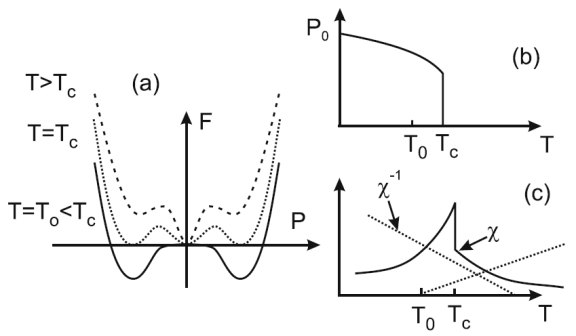 T>Tc (a)
F
T=Tc
T=To<Tc
P
P0
(b)
T0 Tc T
χ-1
(c)
χ
T0 Tc T